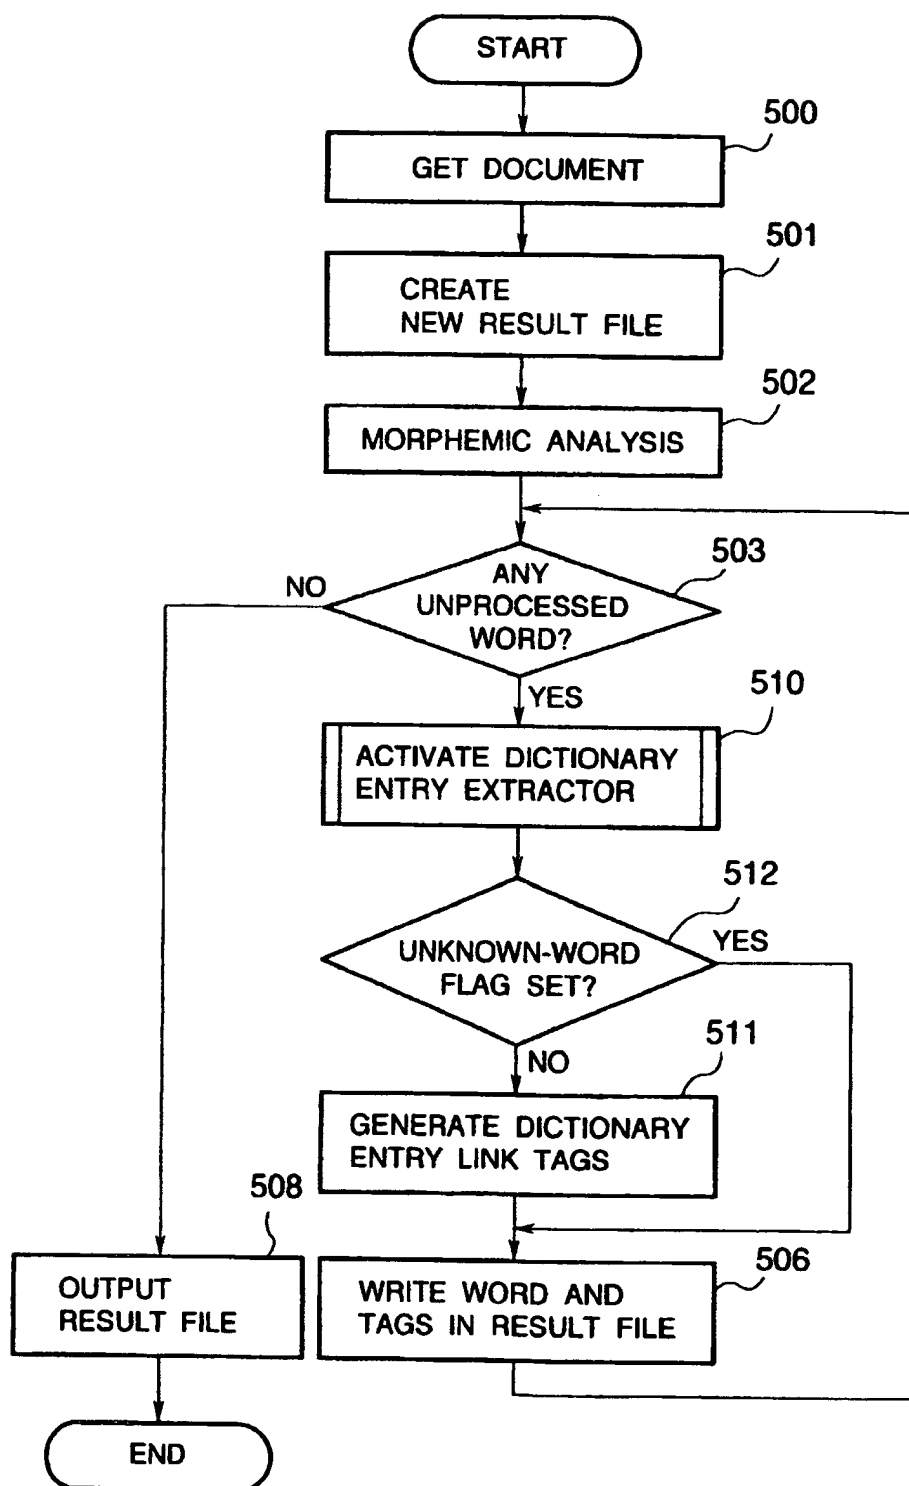 START
500
GET DOCUMENT
501
CREATE
NEW RESULT FILE
502
MORPHEMIC ANALYSIS
503
NO
ANY
UNPROCESSED
WORD?
YES
510
ACTIVATE DICTIONARY
ENTRY EXTRACTOR
512
YES
UNKNOWN-WORD
FLAG SET?
NO
511
GENERATE DICTIONARY
ENTRY LINK TAGS
508
OUTPUT
RESULT FILE
506
WRITE WORD AND
TAGS IN RESULT FILE
END